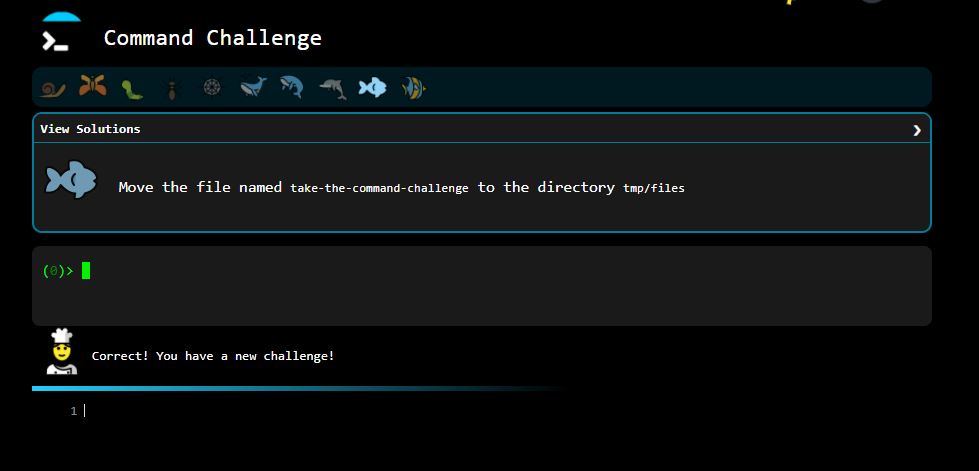 Command Challenge
View Solutions
Move the file named take-the-command-challenge to the directory tmp/files
(0)>
Correct! You have a new challenge!
1